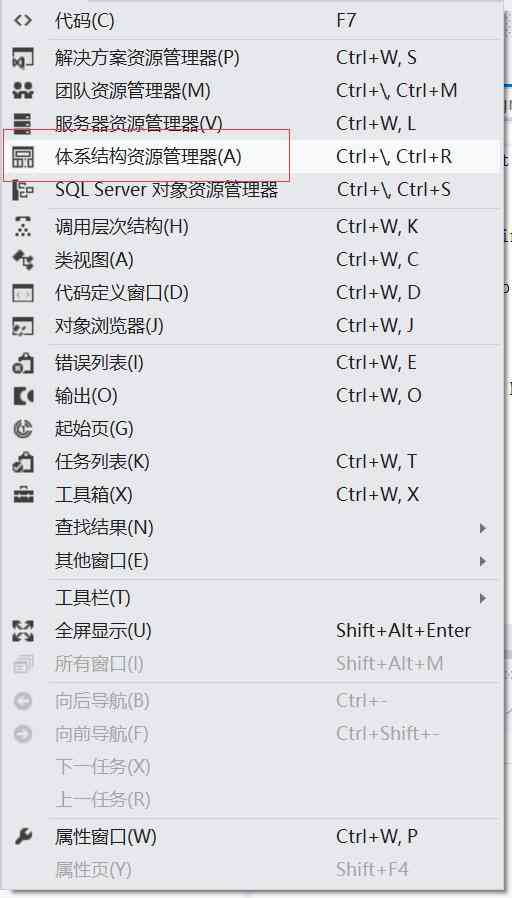 代码(C) F7
解决方案资源管理器(P) Ctrl+W, S
团队资源管理器(M) Ctrl+\, Ctrl+M
服务器资源管理器(V) Ctrl+W, L
体系结构资源管理器(A) Ctrl+\, Ctrl+R
SQL Server 对象资源管理器 Ctrl+\, Ctrl+S
调用层次结构(H) Ctrl+W, K
类视图(A) Ctrl+W, C
代码定义窗口(D) Ctrl+W, D
对象浏览器(J) Ctrl+W, J
错误列表(I) Ctrl+W, E
输出(O) Ctrl+W, O
起始页(G)
任务列表(K) Ctrl+W, T
工具箱(X) Ctrl+W, X
查找结果(N)
其他窗口(E)
工具栏(T)
全屏显示(U) Shift+Alt+Enter
所有窗口(I) Shift+Alt+M
向后导航(B) Ctrl+-
向前导航(F) Ctrl+Shift+-
下一任务(X)
上一任务(R)
属性窗口(W) Ctrl+W, P
属性页(Y) Shift+F4